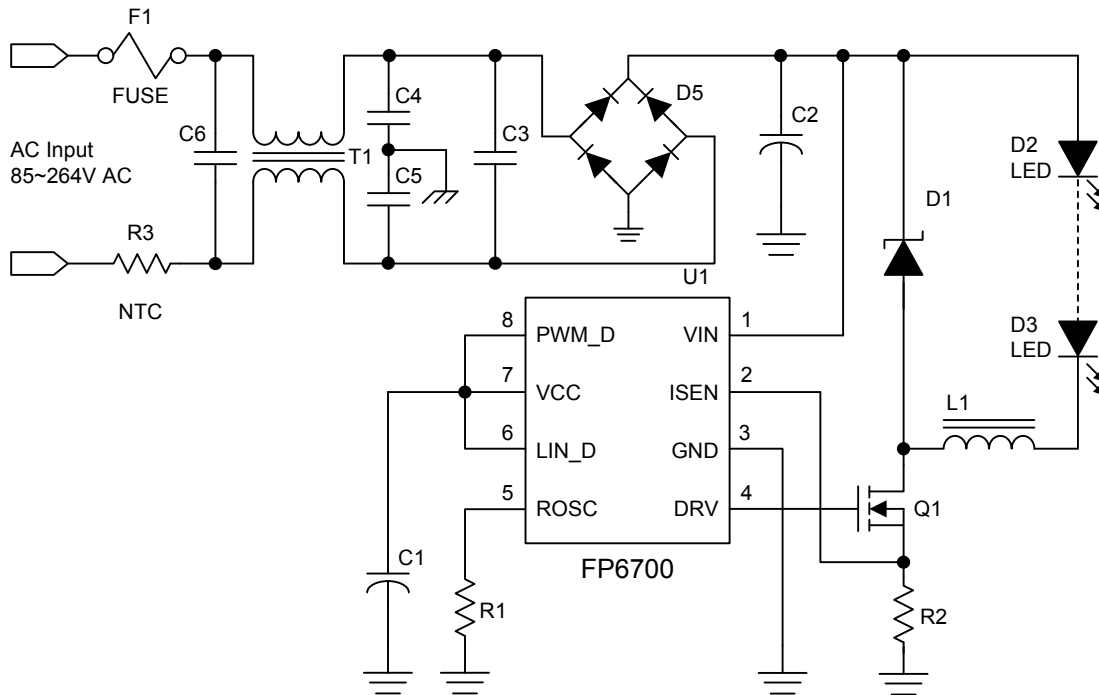 F1
FUSE
C6
AC Input
85~264V AC
R3
NTC
T1
C4
C5
C3
D5
C2
D1
D2
LED
D3
LED
L1
U1
8 PWM_D VIN 1
7 VCC ISEN 2
6 LIN_D GND 3
5 ROSC DRV 4
FP6700
Q1
C1
R1
R2